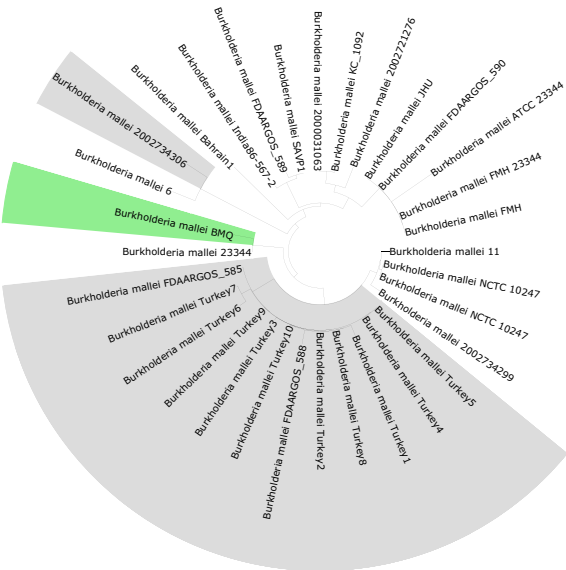 Burkholderia mallei 2002734306
Burkholderia mallei Bahrain1
Burkholderia mallei India86-567-2
Burkholderia mallei FDAARGOS_589
Burkholderia mallei SAVP1
Burkholderia mallei 2000031063
Burkholderia mallei KC_1092
Burkholderia mallei 2002721276
Burkholderia mallei JHU
Burkholderia mallei FDAARGOS_590
Burkholderia mallei ATCC 23344
Burkholderia mallei FMH 23344
Burkholderia mallei FMH
Burkholderia mallei 11
Burkholderia mallei NCTC 10247
Burkholderia mallei NCTC 10247
Burkholderia mallei 2002734299
Burkholderia mallei Turkey5
Burkholderia mallei Turkey4
Burkholderia mallei Turkey1
Burkholderia mallei Turkey8
Burkholderia mallei Turkey2
Burkholderia mallei FDAARGOS_588
Burkholderia mallei Turkey10
Burkholderia mallei Turkey3
Burkholderia mallei Turkey9
Burkholderia mallei Turkey6
Burkholderia mallei Turkey7
Burkholderia mallei FDAARGOS_585
Burkholderia mallei 23344
Burkholderia mallei BMQ
Burkholderia mallei 6